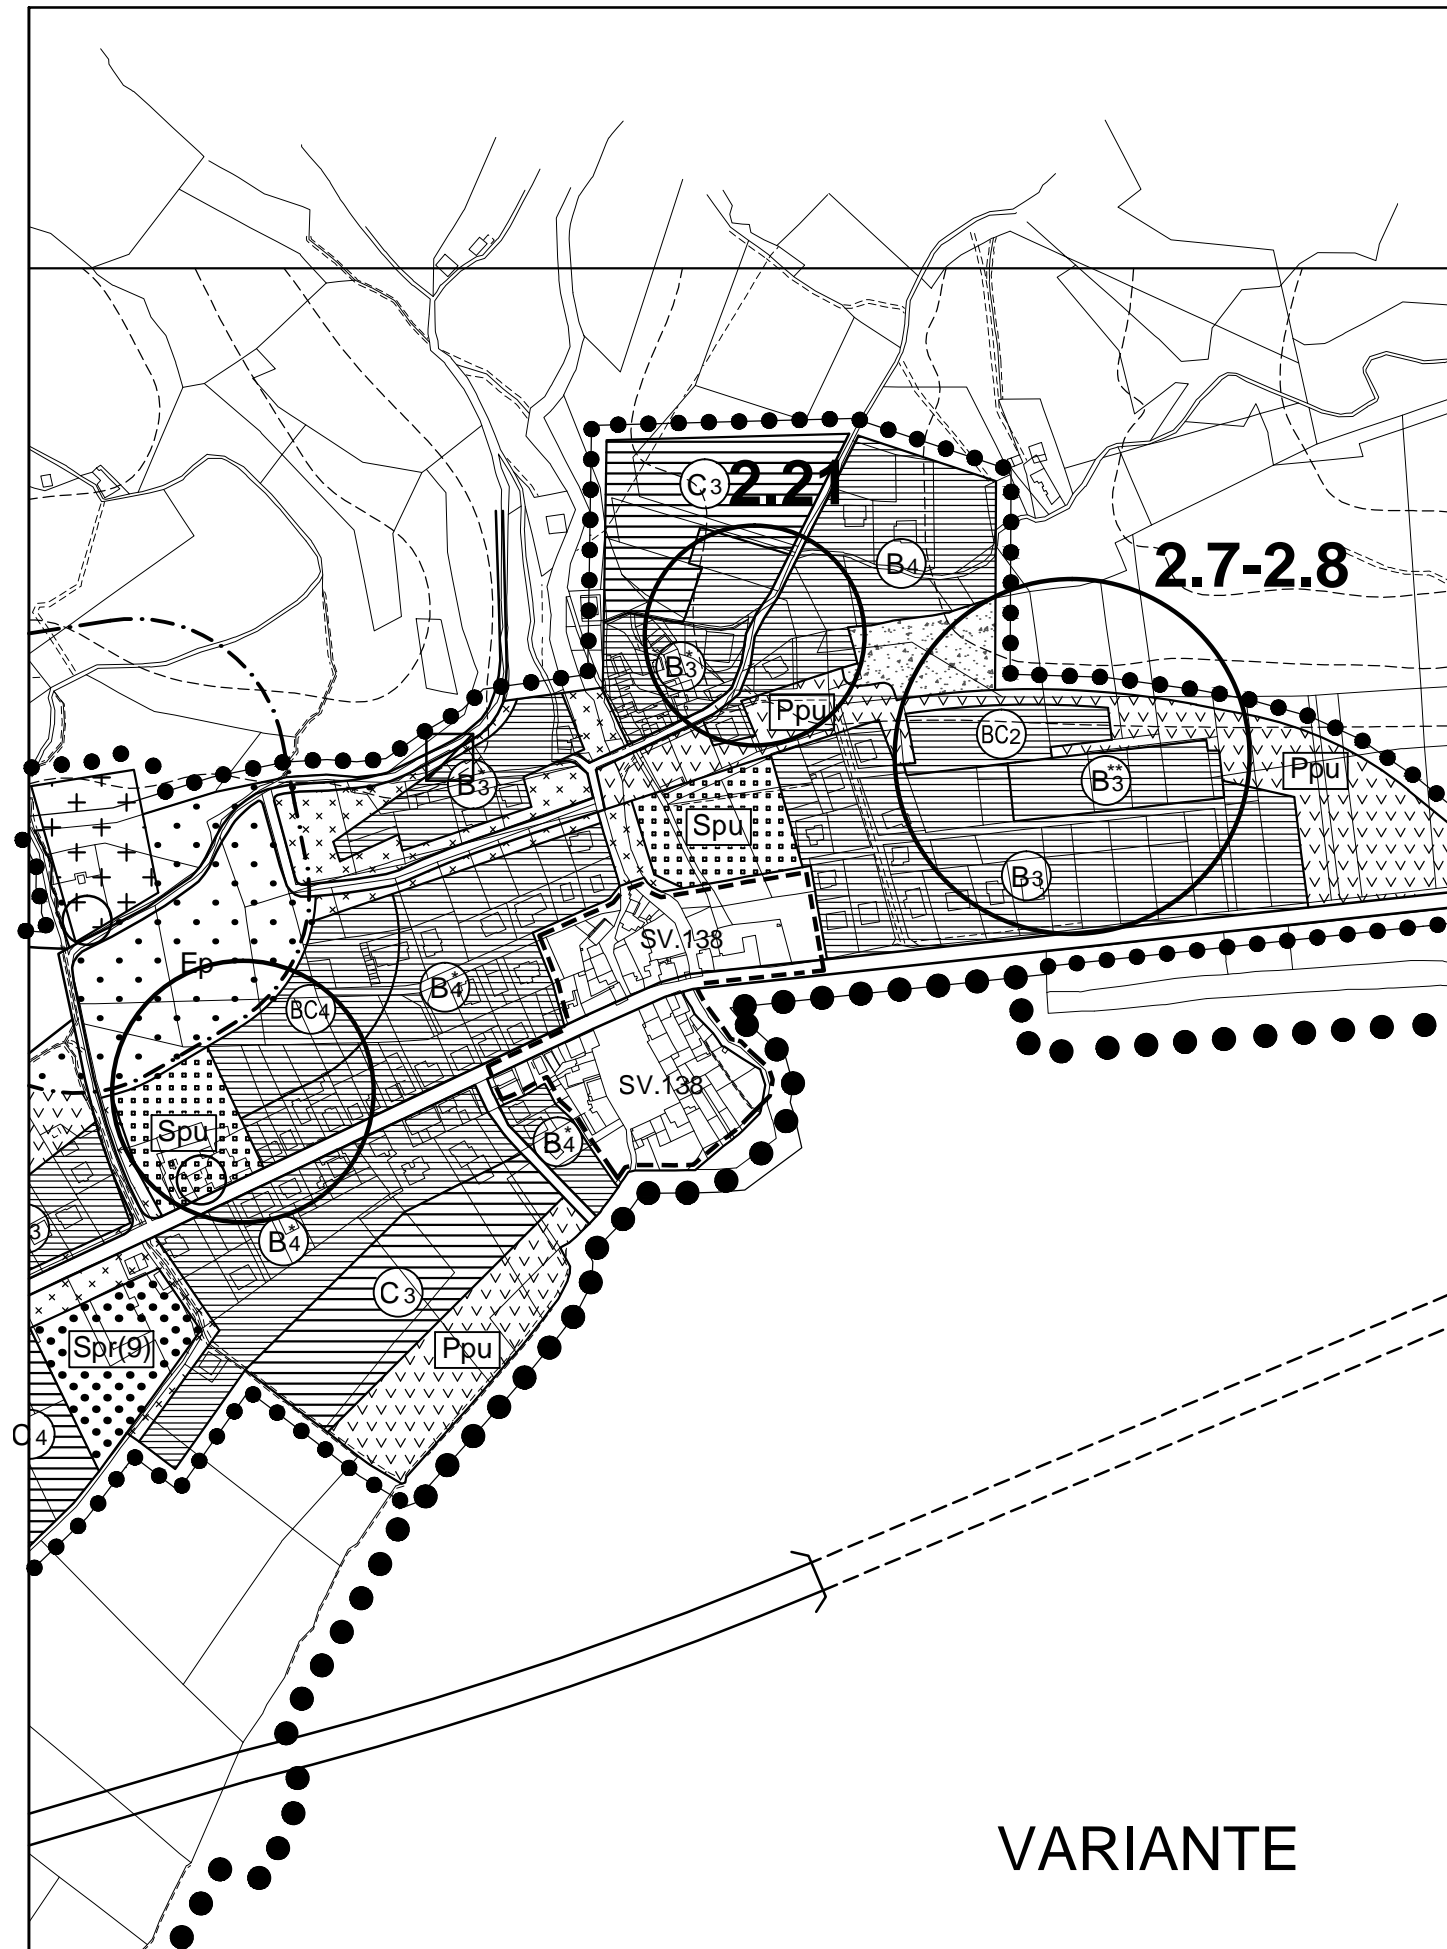 C3 2.21
B4
2.7-2.8
B3*
Ppu
BC2
Ppu
B3*
B3**
Spu
B3
SV.138
Fp
B4*
BC4
SV.138
Spu
B4*
3
B4*
C3
Spr(9)
Ppu
C4
VARIANTE